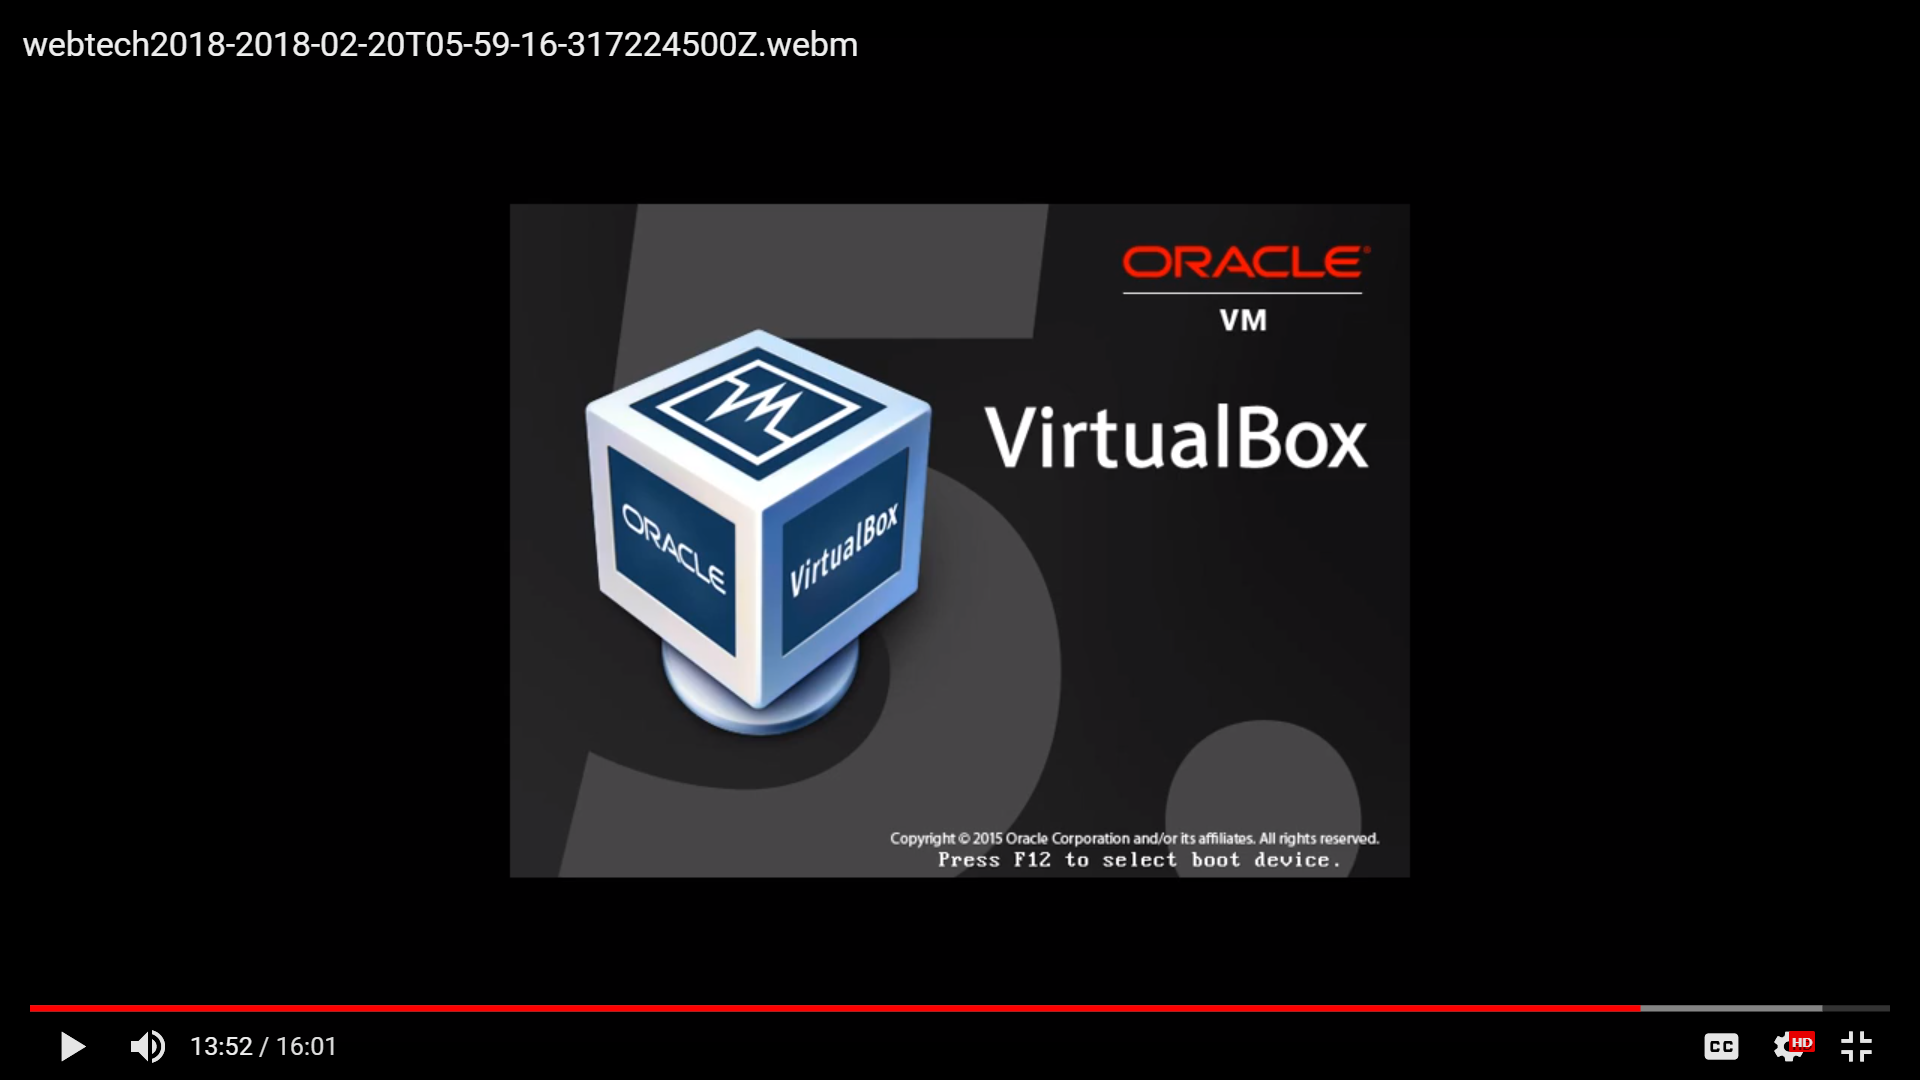 webtech2018-2018-02-20T05-59-16-317224500Z.webm
ORACLE®
VM
VirtualBox
ORACLE
VirtualBox
Copyright © 2015 Oracle Corporation and/or its affiliates. All rights reserved.
Press F12 to select boot device.
13:52 / 16:01
CC
HD